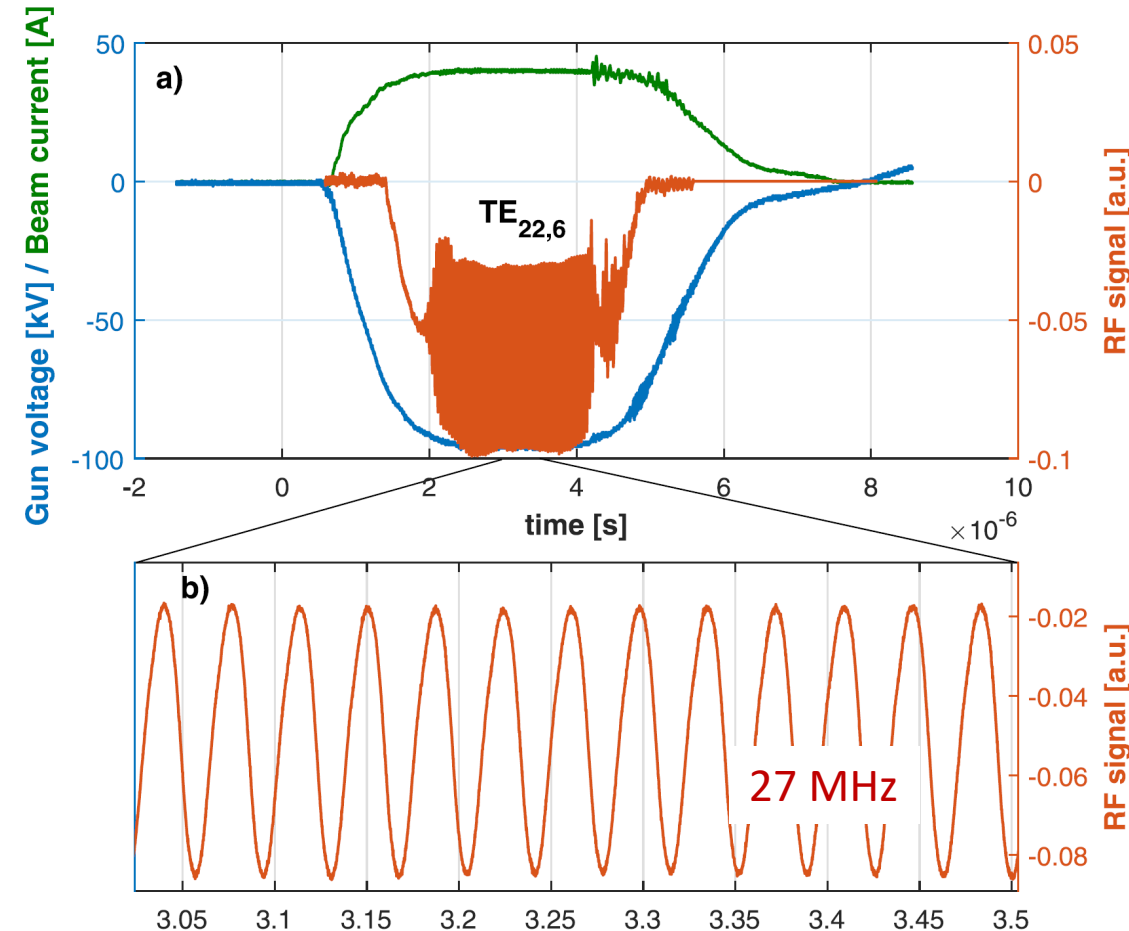 Gun voltage [kV] / Beam current [A]
a)
50
0
-50
-100
TE22,6
0.05
0
-0.05
-0.1
RF signal [a.u.]
-2 0 2 4 6 8 10
time [s]
×10-6
b)
27 MHz
-0.02
-0.04
-0.06
-0.08
RF signal [a.u.]
3.05 3.1 3.15 3.2 3.25 3.3 3.35 3.4 3.45 3.5